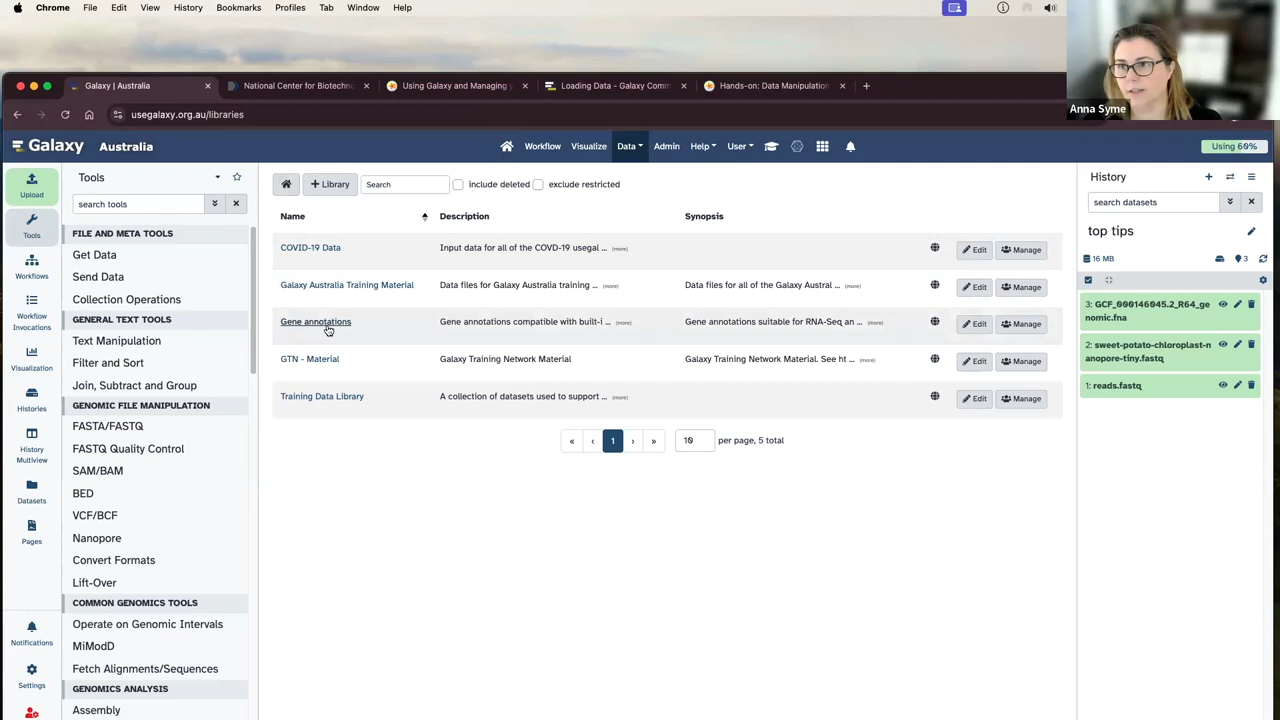 Chrome File Edit View History Bookmarks Profiles Tab Window Help
Anna Syme
Galaxy | Australia
National Center for Biotechn
Using Galaxy and Managing
Loading Data - Galaxy Comm
Hands-on: Data Manipulation
usegalaxy.org.au/libraries
Galaxy Australia
Workflow Visualize Data Admin Help User
Using 60%
Upload
Tools
Workflows
Workflow
Invocations
Visualization
Histories
History
Multiview
Datasets
Pages
Notifications
Settings
Tools
search tools
FILE AND META TOOLS
Get Data
Send Data
Collection Operations
GENERAL TEXT TOOLS
Text Manipulation
Filter and Sort
Join, Subtract and Group
GENOMIC FILE MANIPULATION
FASTA/FASTQ
FASTQ Quality Control
SAM/BAM
BED
VCF/BCF
Nanopore
Convert Formats
Lift-Over
COMMON GENOMICS TOOLS
Operate on Genomic Intervals
MiModD
Fetch Alignments/Sequences
GENOMICS ANALYSIS
Assembly
+ Library Search include deleted exclude restricted
Name Description Synopsis
COVID-19 Data Input data for all of the COVD-19 usegal ... (more) Edit Manage
Galaxy Australia Training Material Data files for Galaxy Australia training ... (more) Data files for all of the Galaxy Austral ... (more) Edit Manage
Gene annotations Gene annotations compatible with built-i ... (more) Gene annotations suitable for RNA-Seq an ... (more) Edit Manage
GTN - Material Galaxy Training Network Material Galaxy Training Network Material. See ht ... (more) Edit Manage
Training Data Library A collection of datasets used to support ... (more) Edit Manage
« ‹ 1 › » 10 per page, 5 total
History
search datasets
top tips
16 MB 3
3: GCF_000146045.2_R64_ge
nomic.fna
2: sweet-potato-chloroplast-n
anopore-tiny.fastq
1: reads.fastq